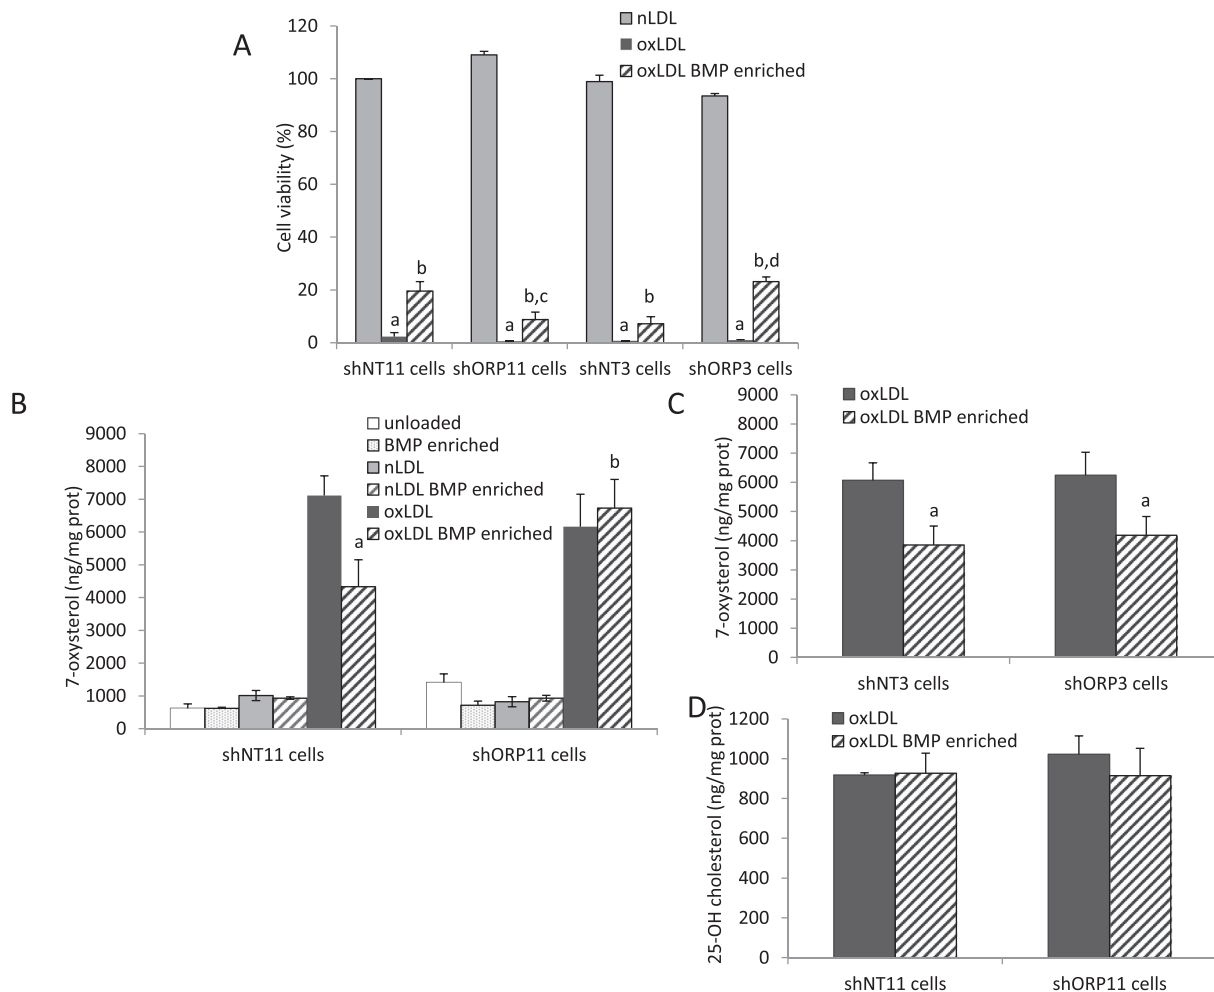 A
nLDL
oxLDL
oxLDL BMP enriched
Cell viability (%)
120
100
80
60
40
20
0
a
b
a
b,c
a
b
a
b,d
shNT11 cells
shORP11 cells
shNT3 cells
shORP3 cells
B
unloaded
BMP enriched
nLDL
nLDL BMP enriched
oxLDL
oxLDL BMP enriched
7-oxysterol (ng/mg prot)
9000
8000
7000
6000
5000
4000
3000
2000
1000
0
a
b
shNT11 cells
shORP11 cells
C
oxLDL
oxLDL BMP enriched
7-oxysterol (ng/mg prot)
9000
8000
7000
6000
5000
4000
3000
2000
1000
0
a
a
shNT3 cells
shORP3 cells
D
oxLDL
oxLDL BMP enriched
25-OH cholesterol (ng/mg prot)
1200
1000
800
600
400
200
0
shNT11 cells
shORP11 cells